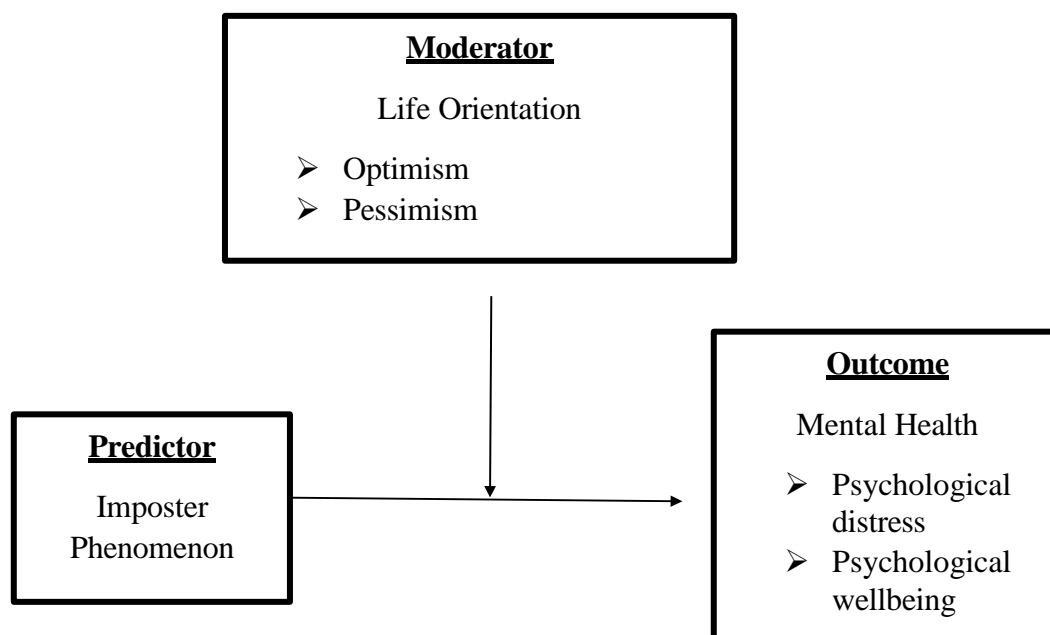 Moderator
Life Orientation
➢ Optimism
➢ Pessimism
Outcome
Mental Health
➢ Psychological
distress
➢ Psychological
wellbeing
Predictor
Imposter
Phenomenon